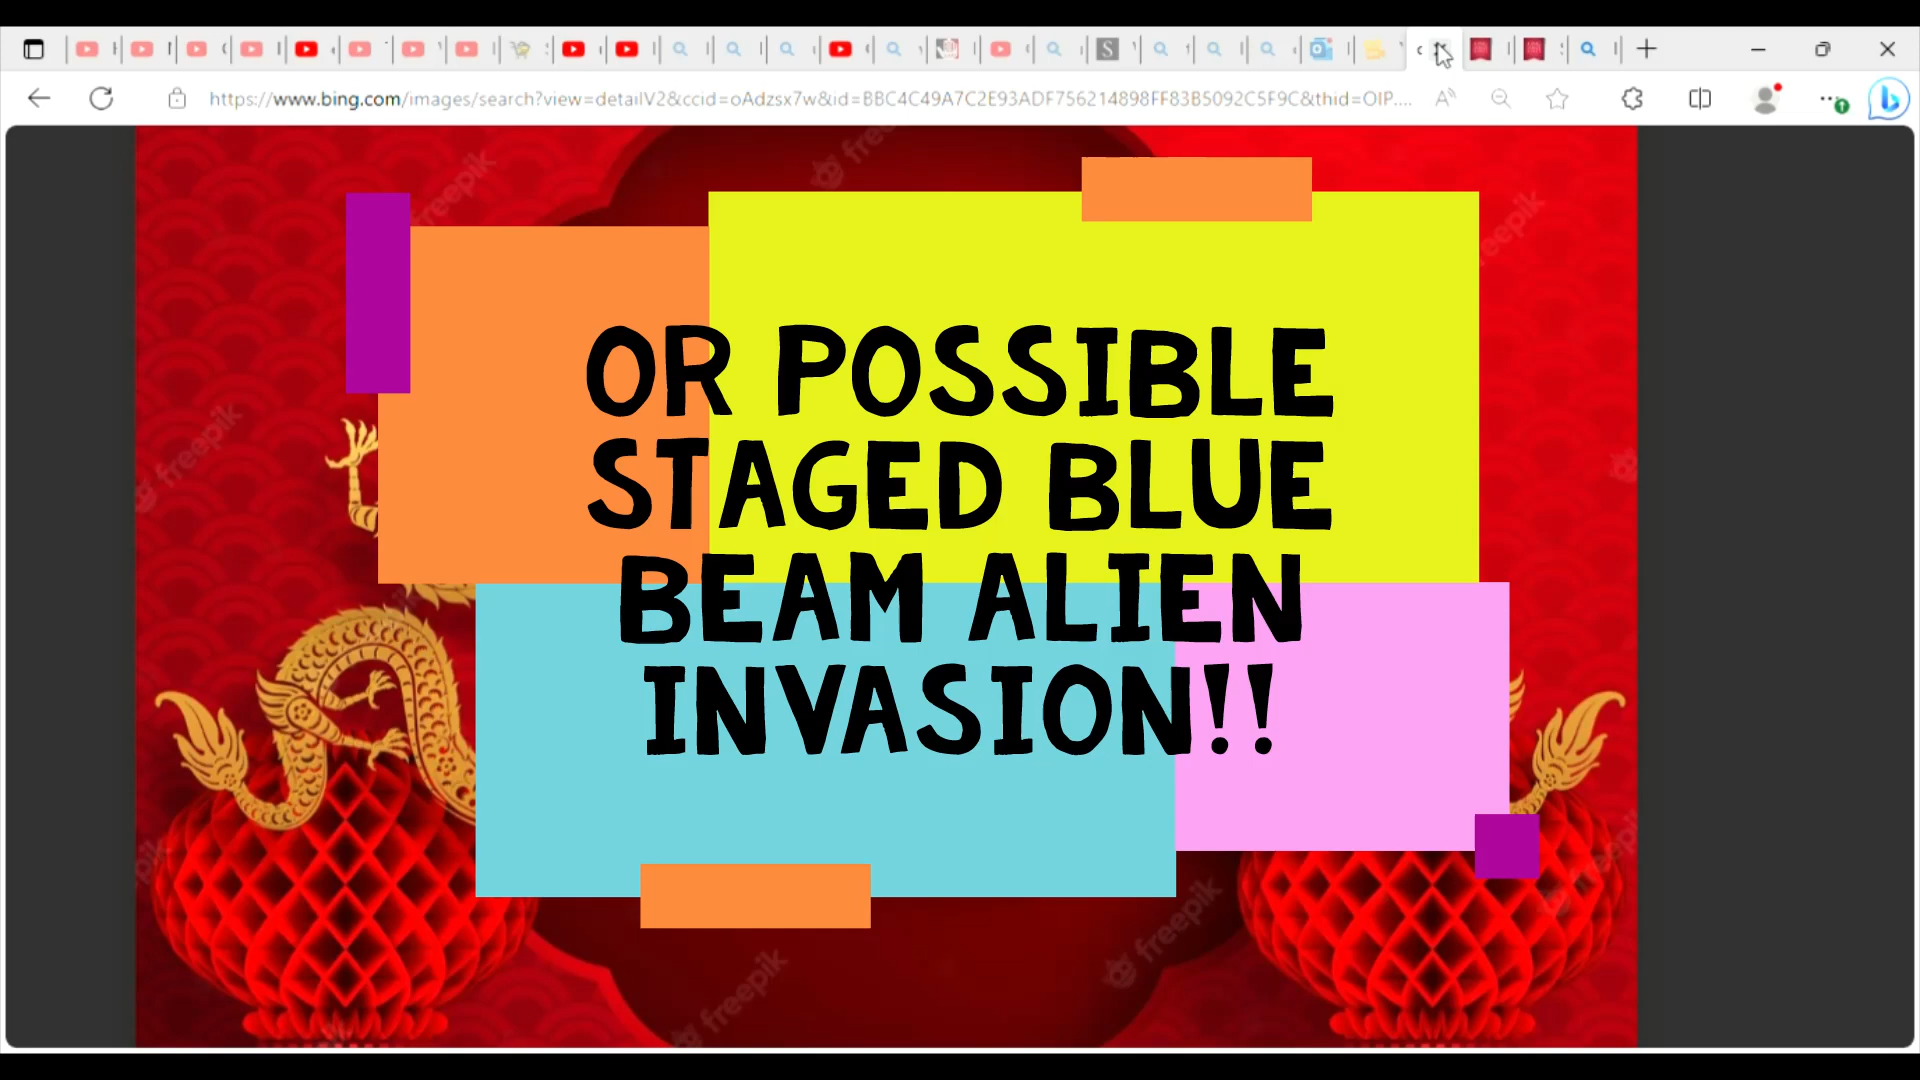 https://www.bing.com/images/search?view=detailV2&ccid=oAdzsx7w&id=BBC4C49A7C2E93ADF756214898FF83B5092C5F9C&thid=OIP....
freepik
OR POSSIBLE
STAGED BLUE
BEAM ALIEN
INVASION!!
freepik
freepik
freepik
freepik